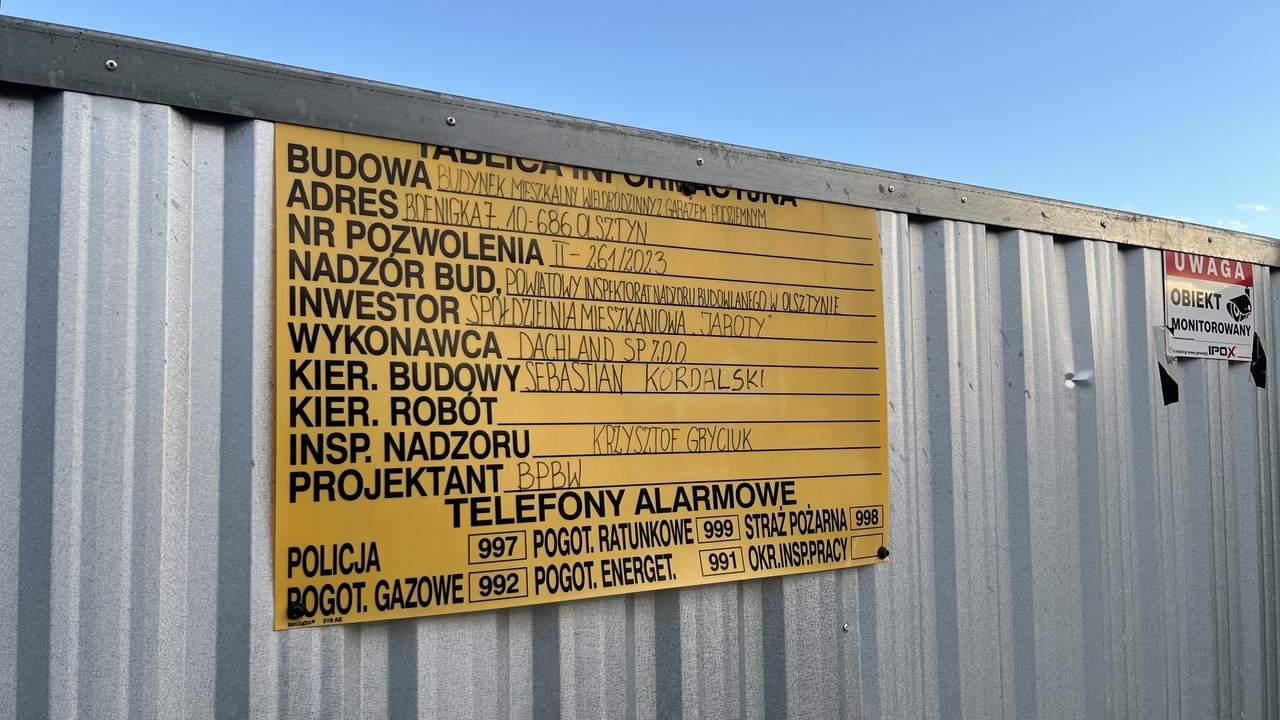 TABLICA INFORMACYJNA
BUDOWA BUDYNEK MIESZKALNY WIELORODZINNY Z GARAŻEM PODZIEMNYM
ADRES BOENIGKA 7, 10-686 OLSZTYN
NR POZWOLENIA II-261/2023
NADZÓR BUD, POWIATOWY INSPEKTORAT NADZORU BUDOWLANEGO W OLSZTYNIE
INWESTOR SPÓŁDZIELNIA MIESZKANIOWA „JAROTY"
WYKONAWCA DACHLAND SP Z.O.O.
KIER. BUDOWY SEBASTIAN KORDALSKI
KIER. ROBÓT
INSP. NADZORU KRZYSZTOF GRYCIUK
PROJEKTANT BPBW
TELEFONY ALARMOWE
POLICJA 997 POGOT. RATUNKOWE 999 STRAŻ POŻARNA 998
POGOT. GAZOWE 992 POGOT. ENERGET. 991 OKR.INSP.PRACY
319 AE
UWAGA
OBIEKT
MONITOROWANY
IPOX